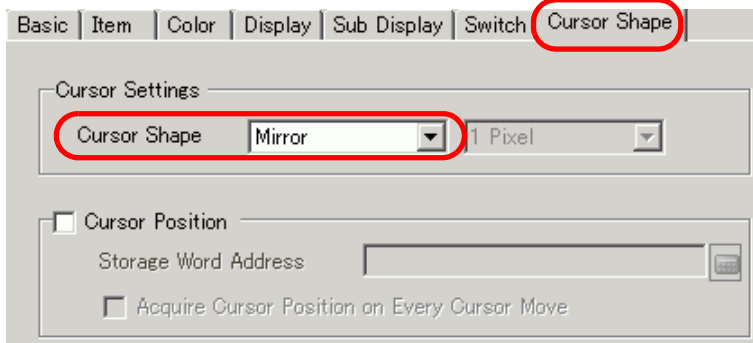 Basic Item Color Display Sub Display Switch Cursor Shape
Cursor Settings
Cursor Shape Mirror 1 Pixel
Cursor Position
Storage Word Address
Acquire Cursor Position on Every Cursor Move